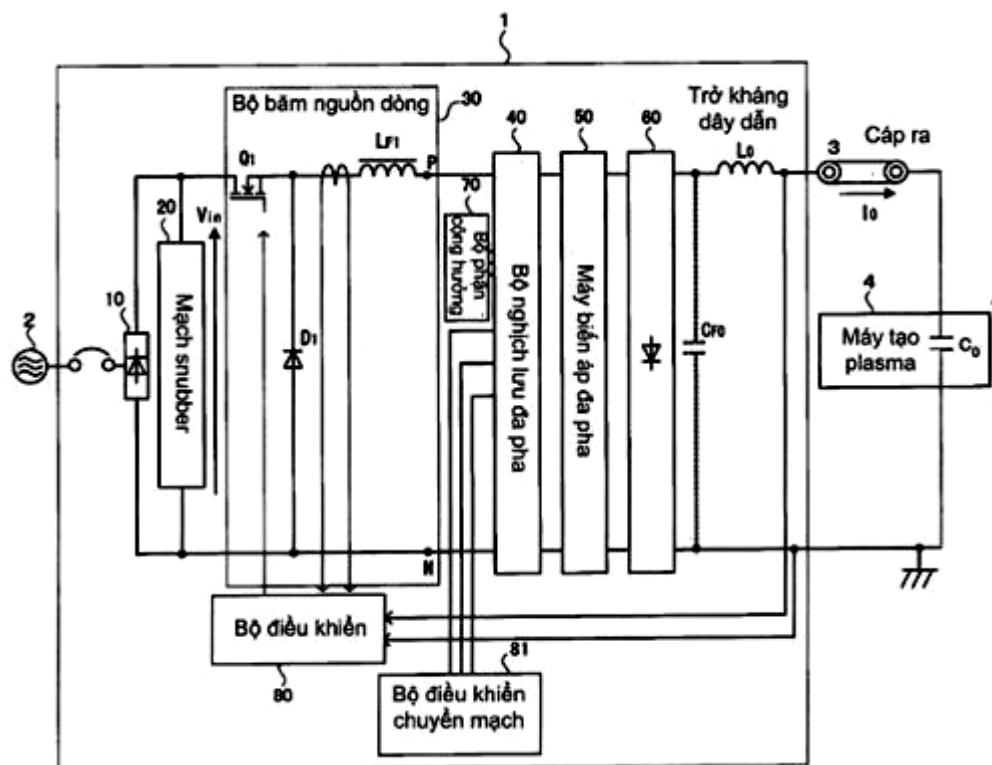 1
Bộ băm nguồn dòng
30
Trở kháng
dây dẫn
40
50
60
L0
3
Cáp ra
Q1
LF1
P
I0
20
Vin
70
Bộ phận
cộng hưởng
10
2
Mạch snubber
D1
Bộ nghịch lưu đa pha
Máy biến áp đa pha
CF0
4
Máy tạo
plasma
C0
N
Bộ điều khiển
80
81
Bộ điều khiển
chuyển mạch